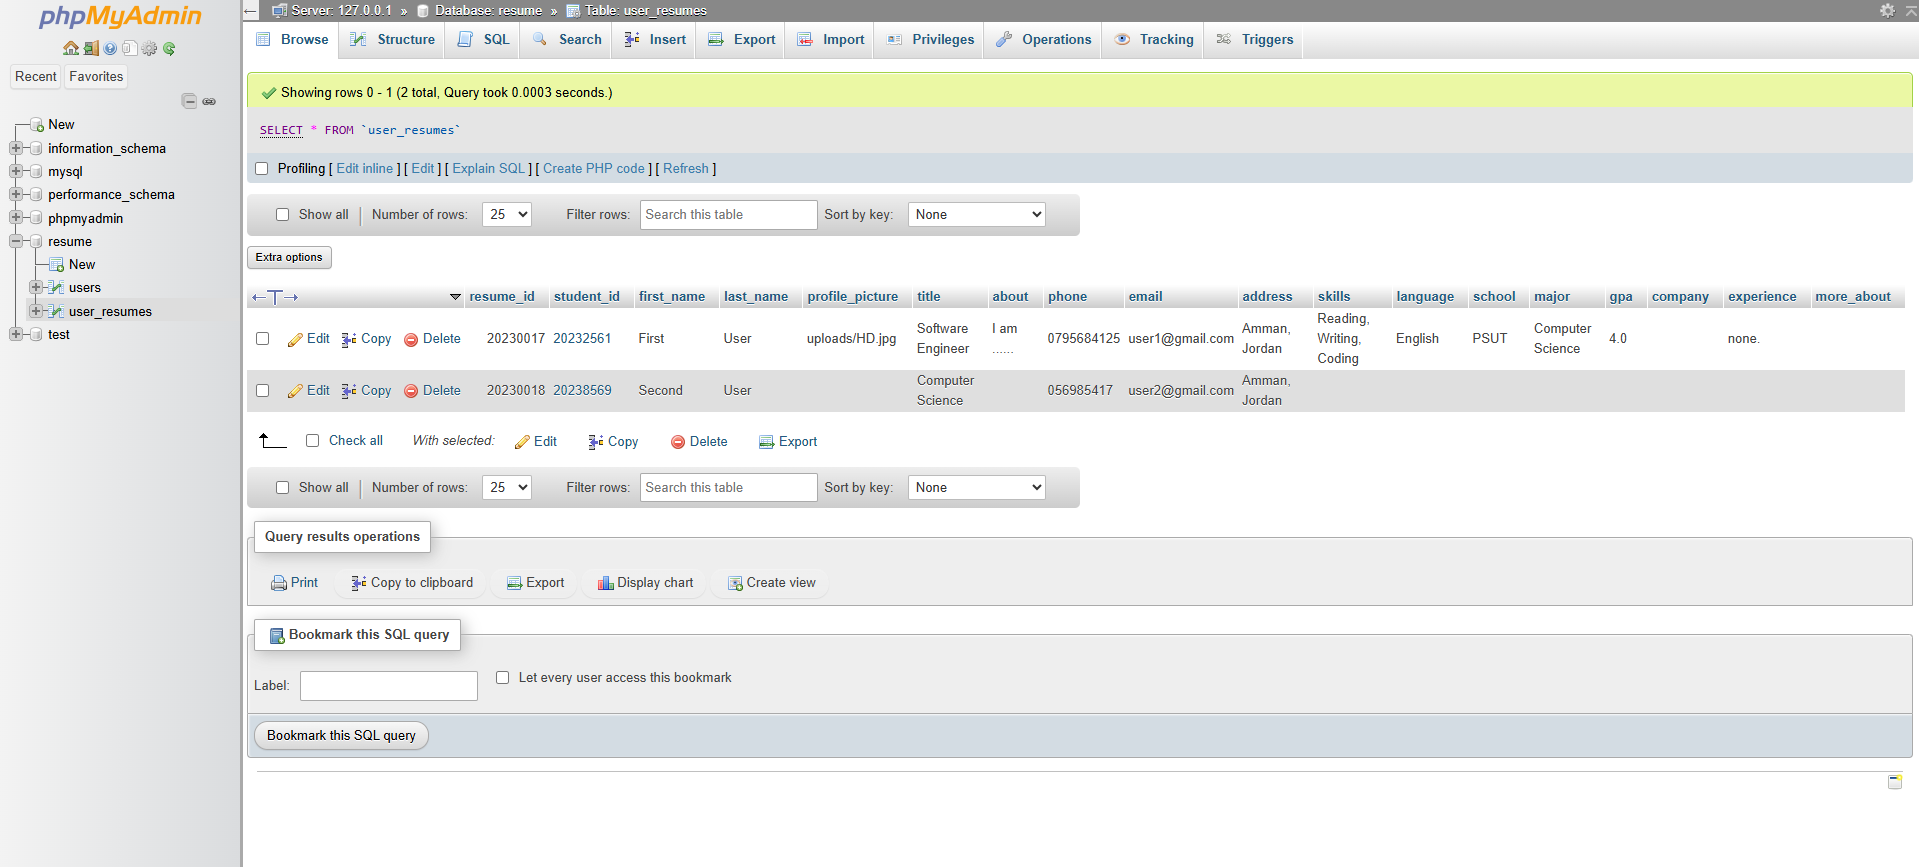 phpMyAdmin
Recent Favorites
New
information_schema
mysql
performance_schema
phpmyadmin
resume
New
users
user_resumes
test
Server: 127.0.0.1 » Database: resume » Table: user_resumes
Browse Structure SQL Search Insert Export Import Privileges Operations Tracking Triggers
Showing rows 0 - 1 (2 total, Query took 0.0003 seconds.)
SELECT * FROM `user_resumes`
Profiling [ Edit inline ] [ Edit ] [ Explain SQL ] [ Create PHP code ] [ Refresh ]
Show all Number of rows: 25 Filter rows: Search this table Sort by key: None
Extra options
←T→ resume_id student_id first_name last_name profile_picture title about phone email address skills language school major gpa company experience more_about
Edit Copy Delete 20230017 20232561 First User uploads/HD.jpg Software Engineer I am ...... 0795684125 user1@gmail.com Amman, Jordan Reading, Writing, Coding English PSUT Computer Science 4.0 none.
Edit Copy Delete 20230018 20238569 Second User Computer Science 056985417 user2@gmail.com Amman, Jordan
Check all With selected: Edit Copy Delete Export
Show all Number of rows: 25 Filter rows: Search this table Sort by key: None
Query results operations
Print Copy to clipboard Export Display chart Create view
Bookmark this SQL query
Label: Let every user access this bookmark
Bookmark this SQL query